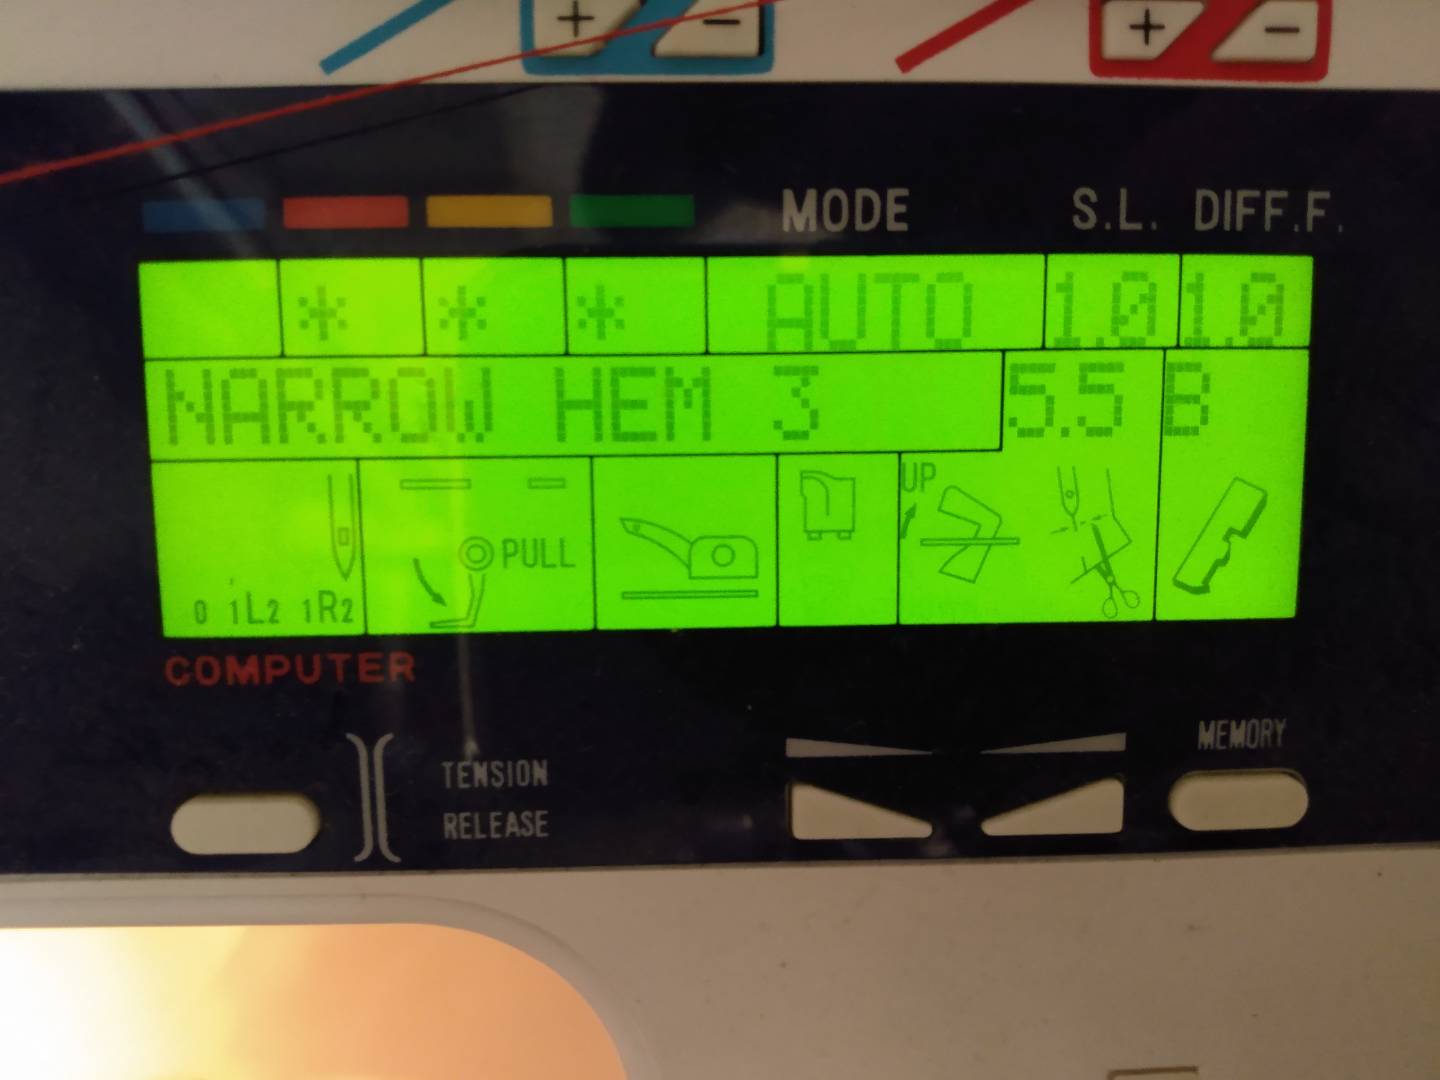 + − + −
MODE S.L. DIFF.F.
* * * AUTO 1.0 1.0
NARROW HEM 3 5.5 B
UP
PULL
0 1L2 1R2
COMPUTER
MEMORY
TENSION
RELEASE